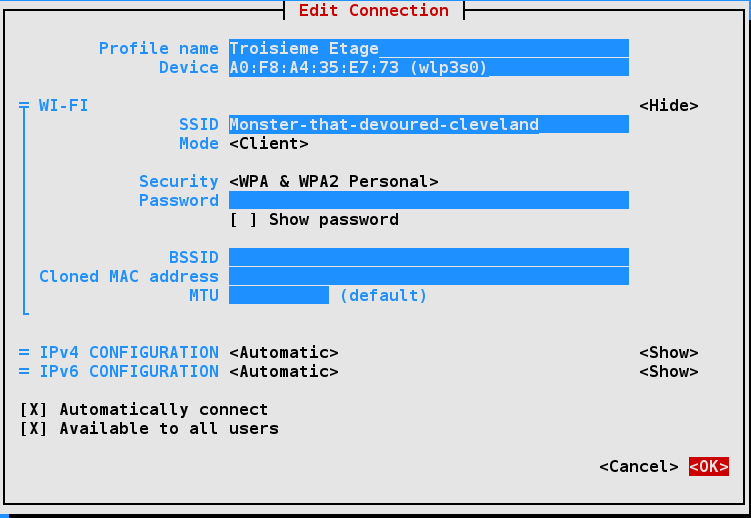 Edit Connection
Profile name Troisieme Etage
Device A0:F8:A4:35:E7:73 (wlp3s0)
WI-FI <Hide>
SSID Monster-that-devoured-cleveland
Mode <Client>
Security <WPA & WPA2 Personal>
Password
[ ] Show password
BSSID
Cloned MAC address
MTU (default)
= IPv4 CONFIGURATION <Automatic> <Show>
= IPv6 CONFIGURATION <Automatic> <Show>
[X] Automatically connect
[X] Available to all users
<Cancel> <OK>